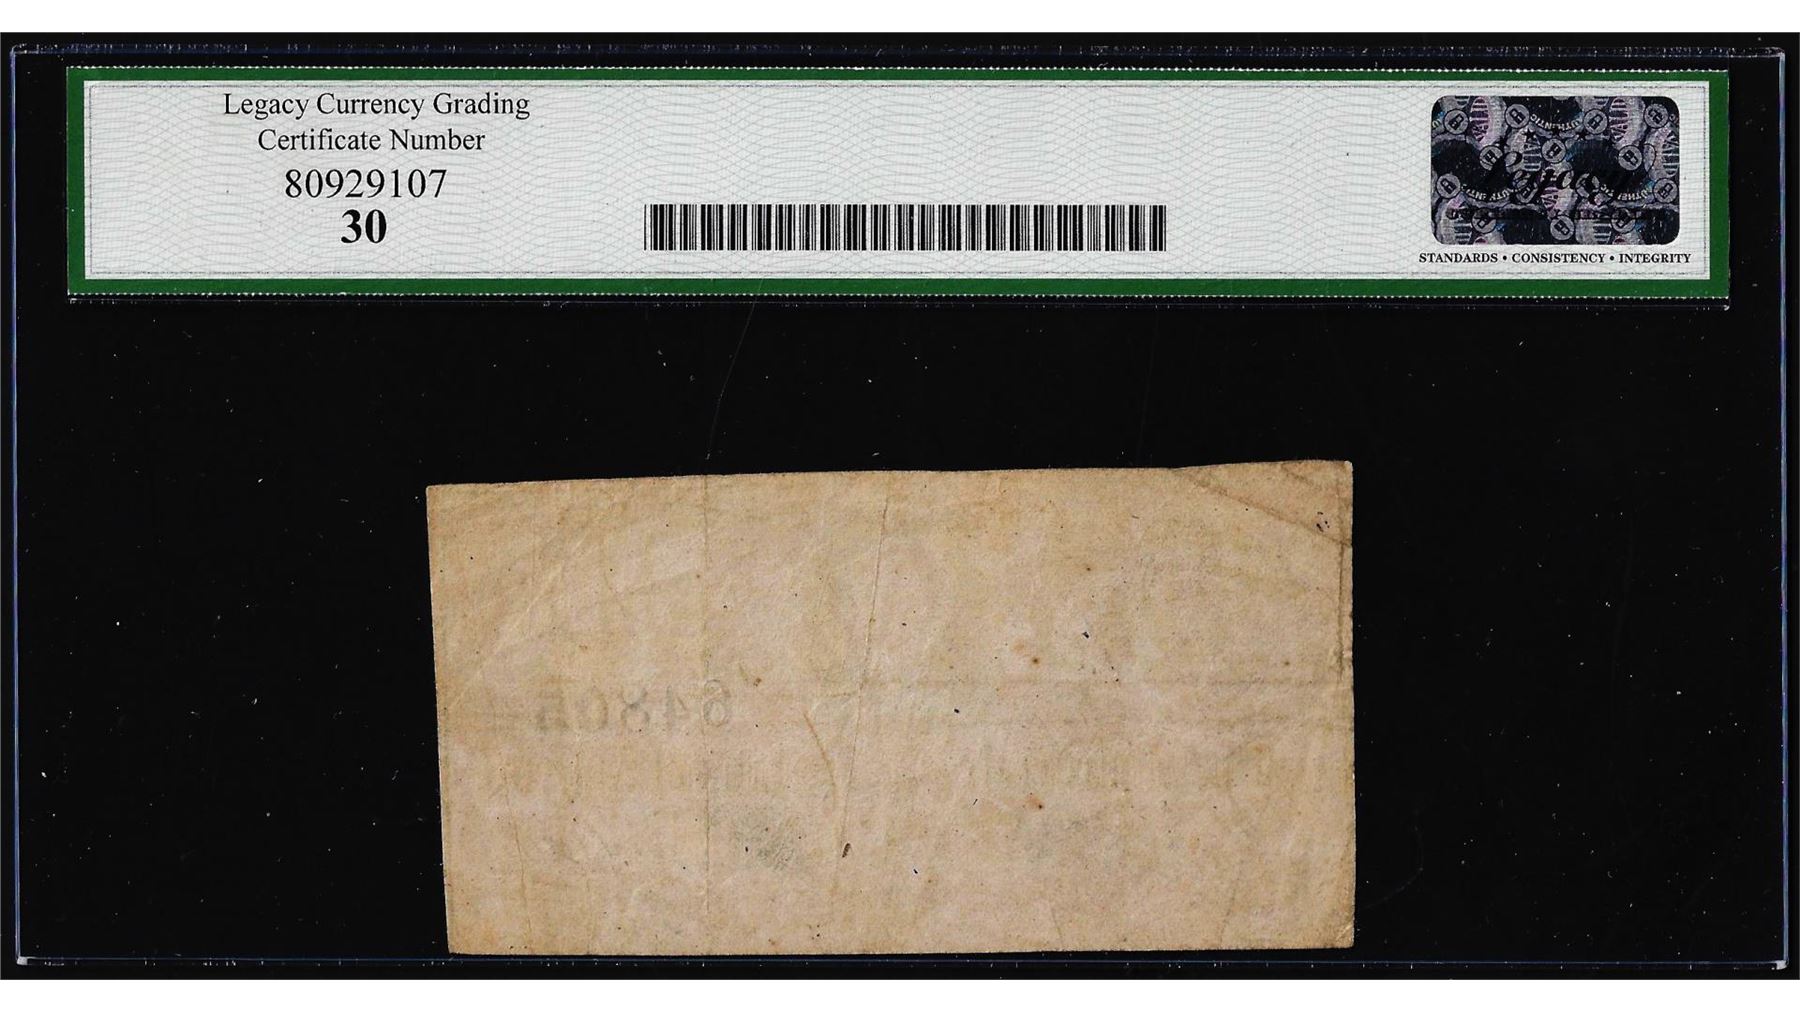 Legacy Currency Grading
Certificate Number
80929107
30
STANDARDS • CONSISTENCY • INTEGRITY